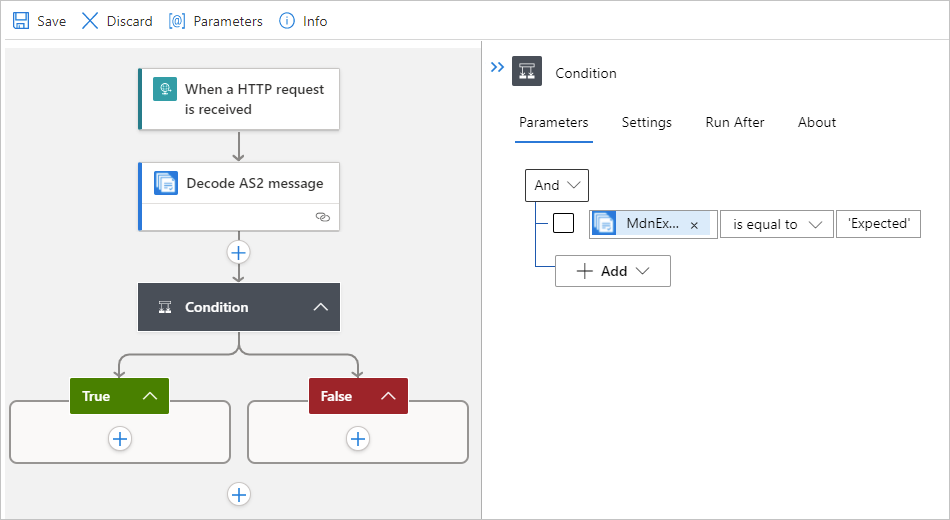 Save Discard [@] Parameters Info
When a HTTP request
is received
Decode AS2 message
Condition
True
False
Condition
Parameters Settings Run After About
And
MdnEx... × is equal to 'Expected'
Add